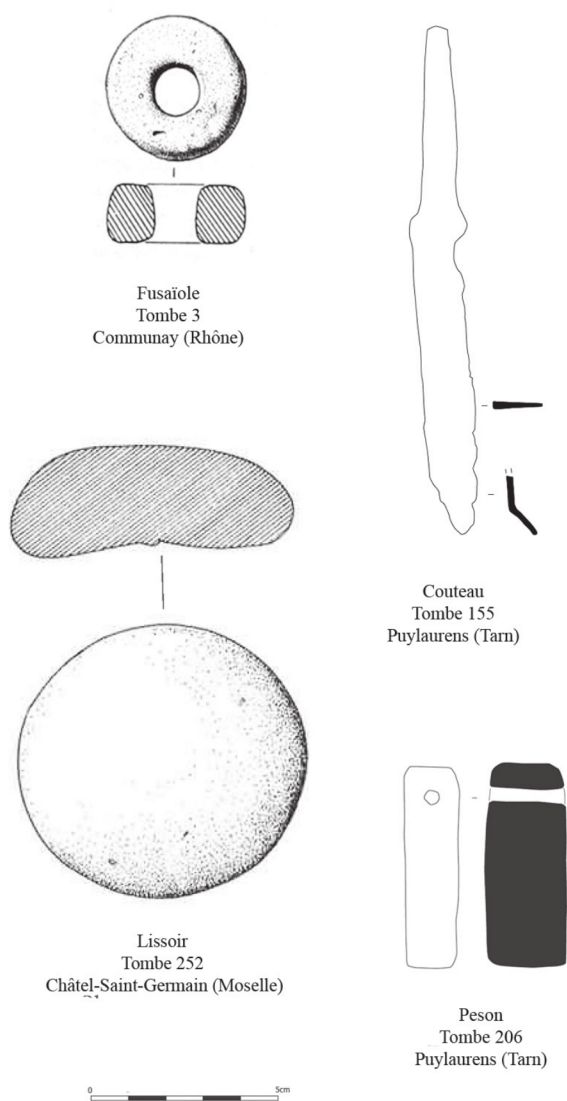 Fusaïole
Tombe 3
Communay (Rhône)
Couteau
Tombe 155
Puylaurens (Tarn)
Lissoir
Tombe 252
Châtel-Saint-Germain (Moselle)
Peson
Tombe 206
Puylaurens (Tarn)
0 5cm